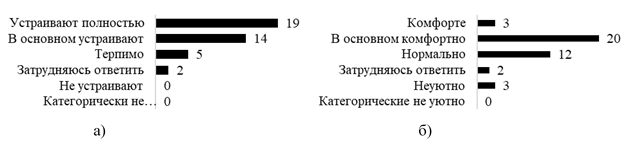 Устраивают полностью 19
В основном устраивают 14
Терпимо 5
Затрудняюсь ответить 2
Не устраивают 0
Категорически не… 0
а)
Комфорте 3
В основном комфортно 20
Нормально 12
Затрудняюсь ответить 2
Неуютно 3
Категорические не уютно 0
б)